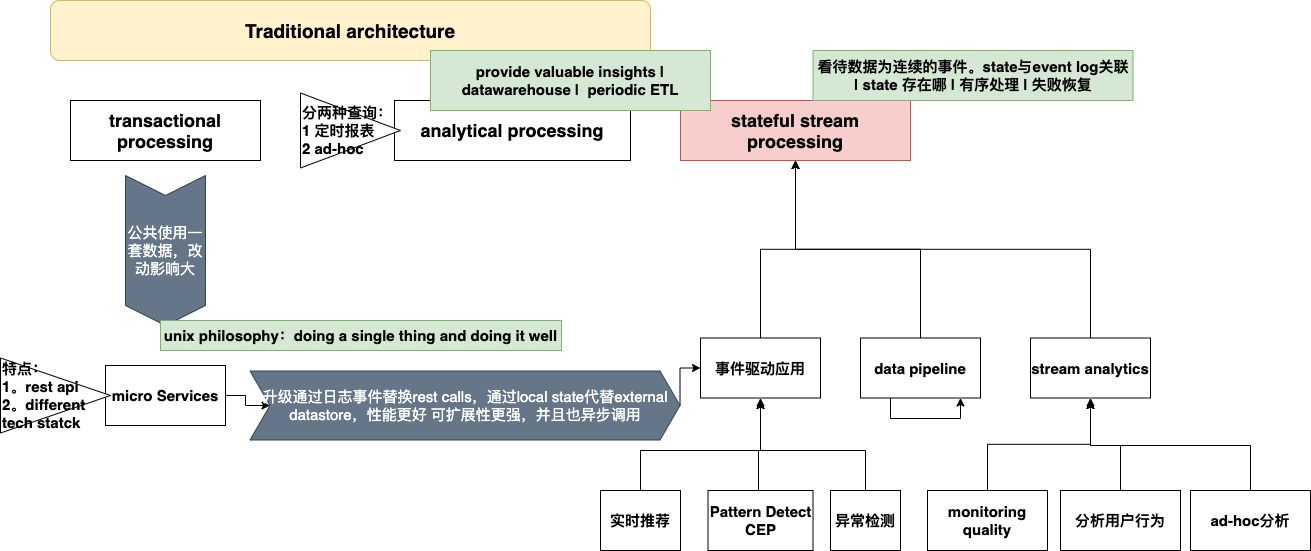 Traditional architecture
provide valuable insights l
datawarehouse l periodic ETL
看待数据为连续的事件。state与event log关联
l state 存在哪 l 有序处理 l 失败恢复
transactional
processing
分两种查询：
1 定时报表
2 ad-hoc
analytical processing
stateful stream
processing
公共使用一
套数据，改
动影响大
unix philosophy：doing a single thing and doing it well
特点：
1。rest api
2。different
tech statck
micro Services
升级通过日志事件替换rest calls，通过local state代替external
datastore，性能更好 可扩展性更强，并且也异步调用
事件驱动应用
data pipeline
stream analytics
实时推荐
Pattern Detect
CEP
异常检测
monitoring
quality
分析用户行为
ad-hoc分析